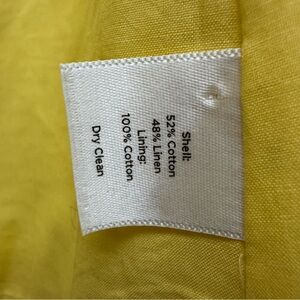 Shell:
52% Cotton
48% Linen
Lining:
100% Cotton
Dry Clean